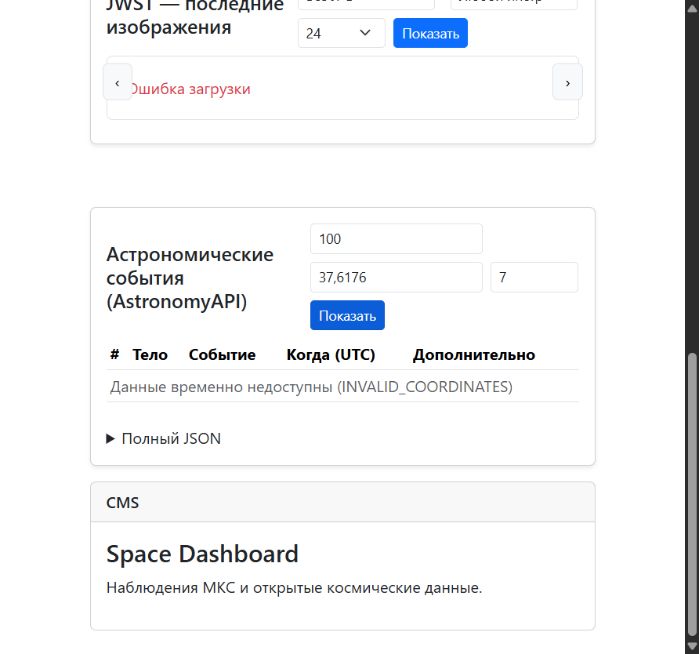 JWST — последние
изображения
24
Показать
‹
Ошибка загрузки
›
Астрономические
события
(AstronomyAPI)
100
37,6176
7
Показать
# Тело Событие Когда (UTC) Дополнительно
Данные временно недоступны (INVALID_COORDINATES)
Полный JSON
CMS
Space Dashboard
Наблюдения МКС и открытые космические данные.